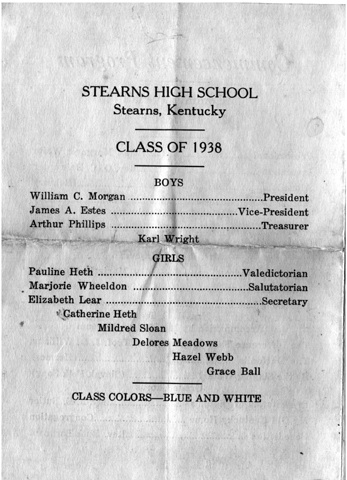 STEARNS HIGH SCHOOL
Stearns, Kentucky
CLASS OF 1938
BOYS
William C. Morgan ........................................President
James A. Estes .......................................Vice-President
Arthur Phillips ..............................................Treasurer
Karl Wright
GIRLS
Pauline Heth ............................................Valedictorian
Marjorie Wheeldon ....................................Salutatorian
Elizabeth Lear ...............................................Secretary
Catherine Heth
Mildred Sloan
Delores Meadows
Hazel Webb
Grace Ball
CLASS COLORS—BLUE AND WHITE